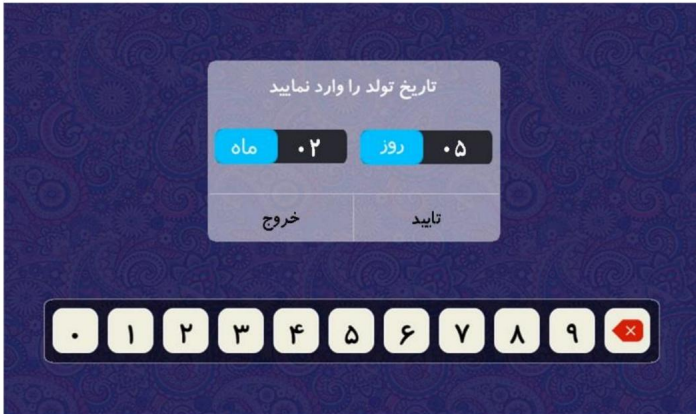 تاریخ تولد را وارد نمایید
۰۵ روز ۰۲ ماه
تایید خروج
۰ ۱ ۲ ۳ ۴ ۵ ۶ ۷ ۸ ۹